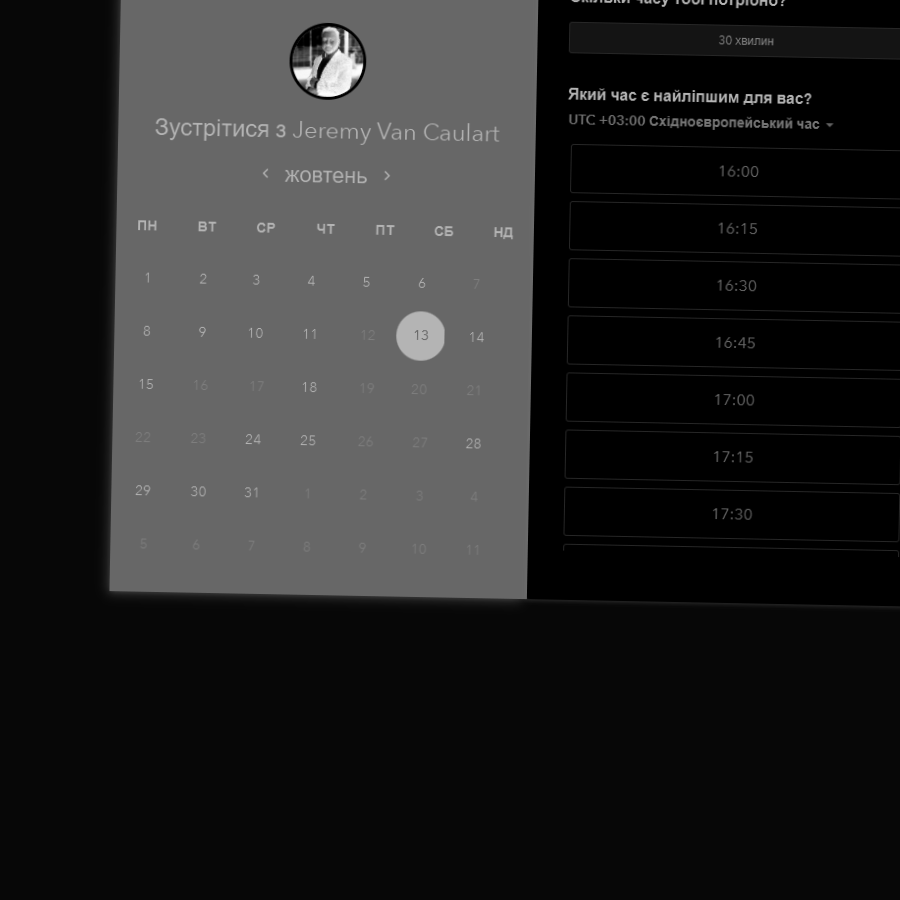 Зустрітися з Jeremy Van Caulart
‹ жовтень ›
ПН ВТ СР ЧТ ПТ СБ НД
1 2 3 4 5 6 7
8 9 10 11 12 13 14
15 16 17 18 19 20 21
22 23 24 25 26 27 28
29 30 31 1 2 3 4
5 6 7 8 9 10 11
Скільки часу тобі потрібно?
30 хвилин
Який час є найліпшим для вас?
UTC +03:00 Східноєвропейський час
16:00
16:15
16:30
16:45
17:00
17:15
17:30